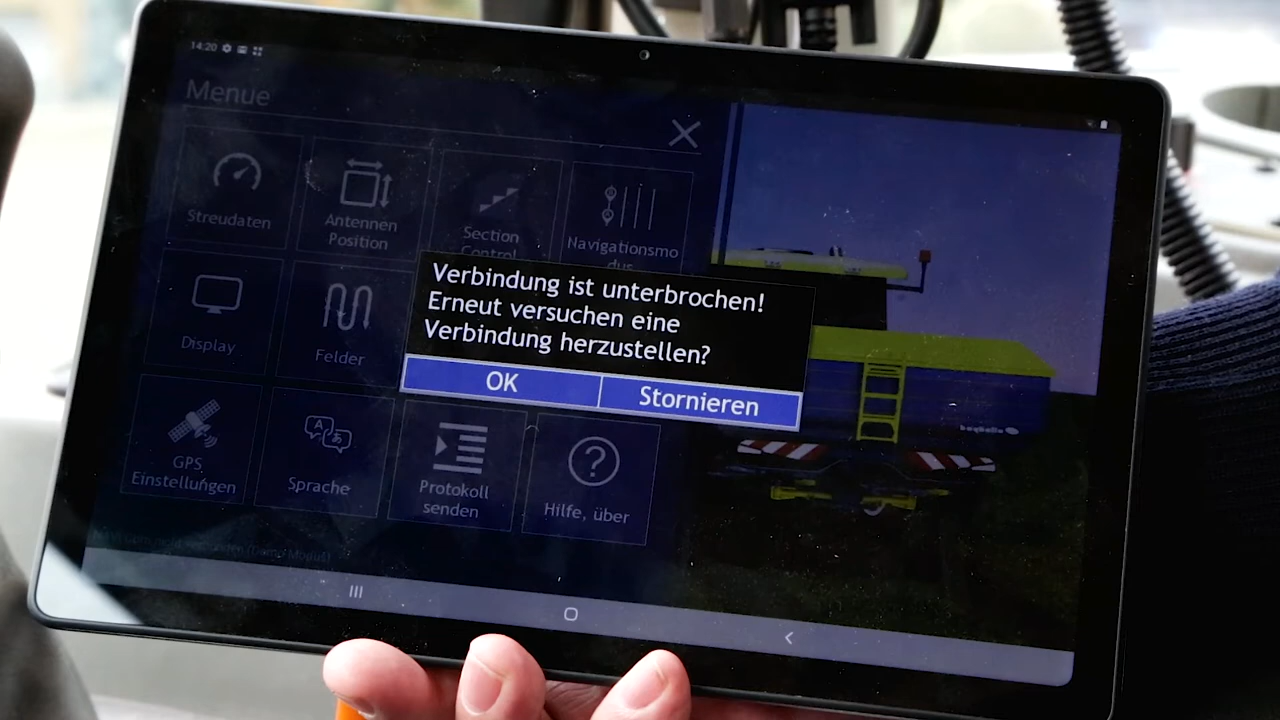 14:20
Menue
Streudaten
Antennen
Position
Section
Control
Navigationsmo
dus
Verbindung ist unterbrochen!
Erneut versuchen eine
Verbindung herzustellen?
OK
Stornieren
Display
Felder
GPS
Einstellungen
Sprache
Protokoll
senden
Hilfe, über
bogballe